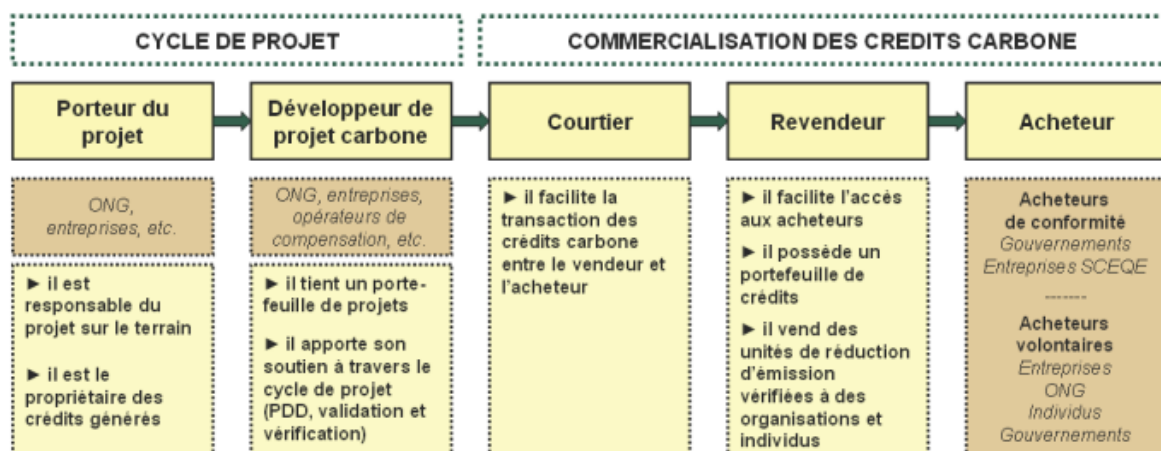 CYCLE DE PROJET
COMMERCIALISATION DES CREDITS CARBONE
Porteur du
projet
Développeur de
projet carbone
Courtier
Revendeur
Acheteur
ONG,
entreprises, etc.
► il est
responsable du
projet sur le terrain
► il est le
propriétaire des
crédits générés
ONG, entreprises,
opérateurs de
compensation, etc.
► il tient un porte-
feuille de projets
► il apporte son
soutien à travers le
cycle de projet
(PDD, validation et
vérification)
► il facilite la
transaction des
crédits carbone
entre le vendeur et
l'acheteur
► il facilite l'accès
aux acheteurs
► il possède un
portefeuille de
crédits
► il vend des
unités de réduction
d'émission
vérifiées à des
organisations et
individus
Acheteurs
de conformité
Gouvernements
Entreprises SCEQE
-------
Acheteurs
volontaires
Entreprises
ONG
Individus
Gouvernements